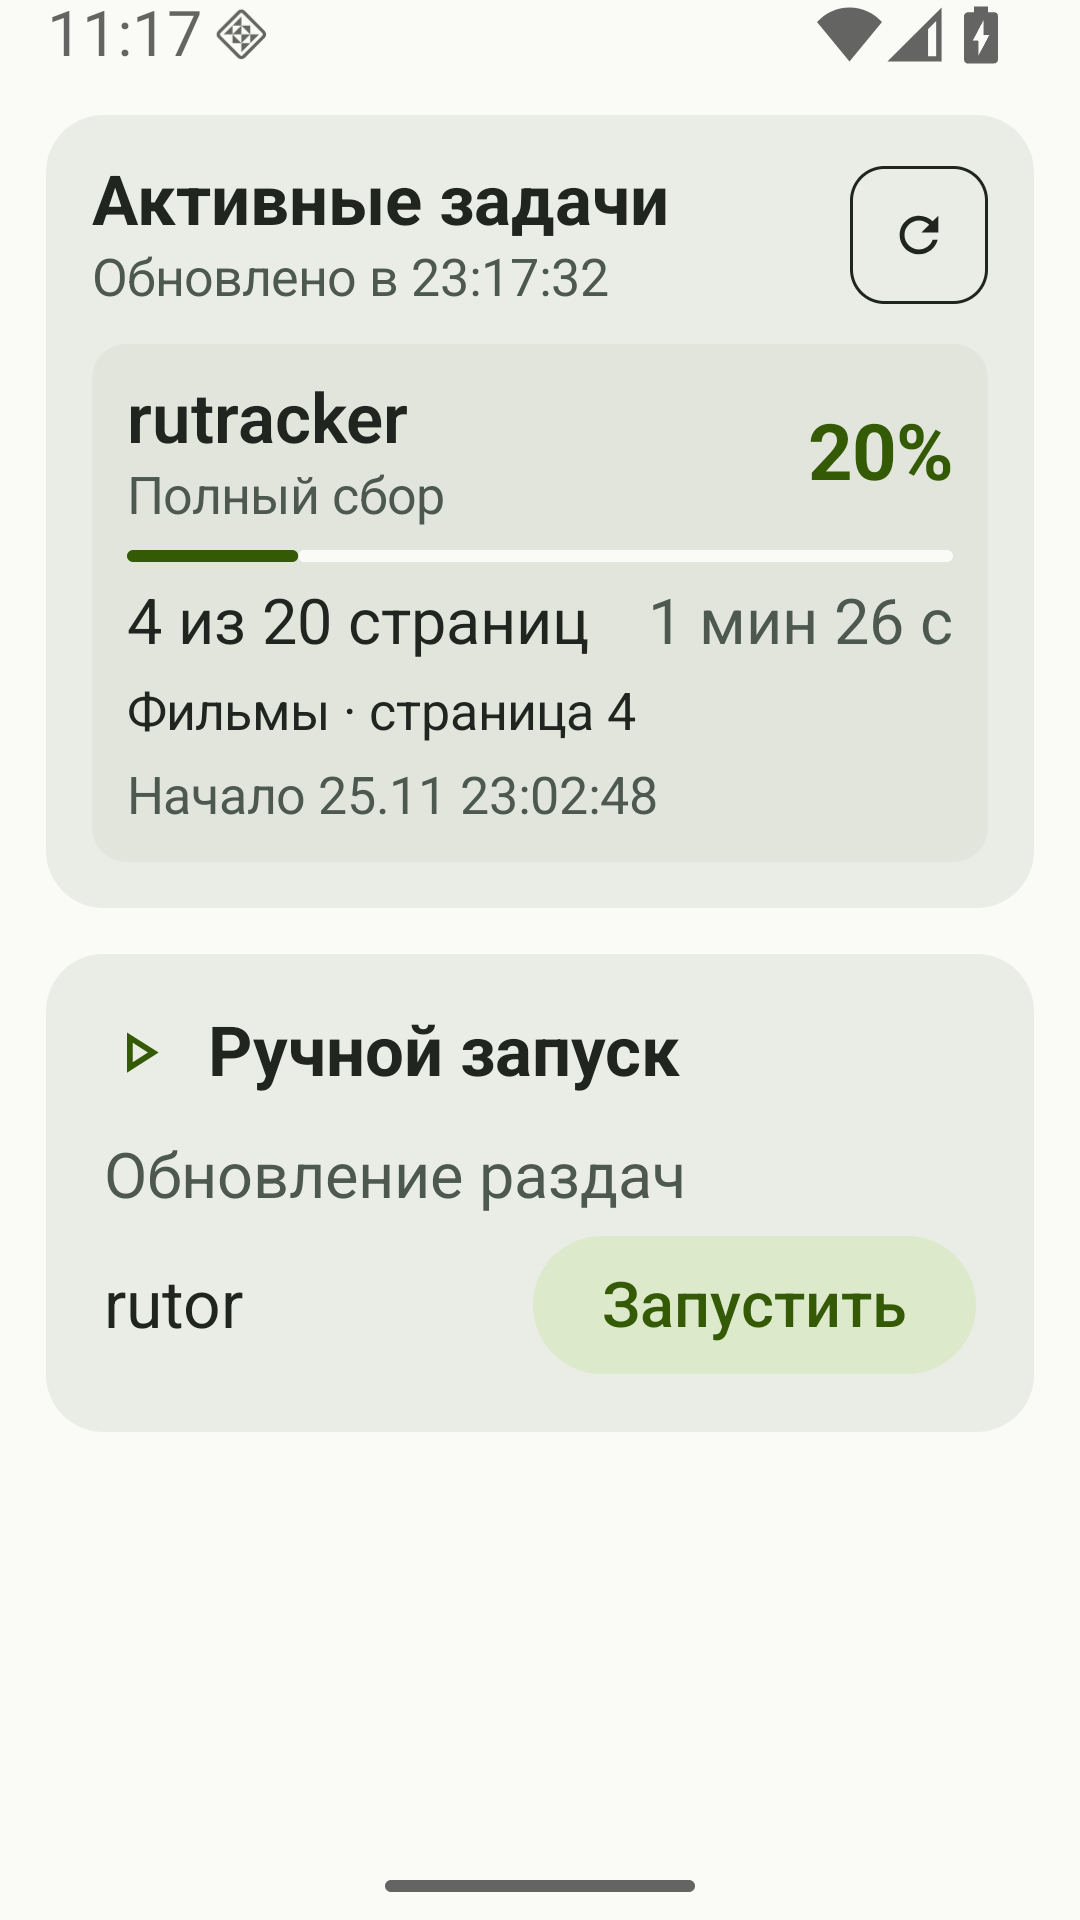 11:17
Активные задачи
Обновлено в 23:17:32
rutracker
20%
Полный сбор
4 из 20 страниц 1 мин 26 с
Фильмы · страница 4
Начало 25.11 23:02:48
Ручной запуск
Обновление раздач
rutor Запустить